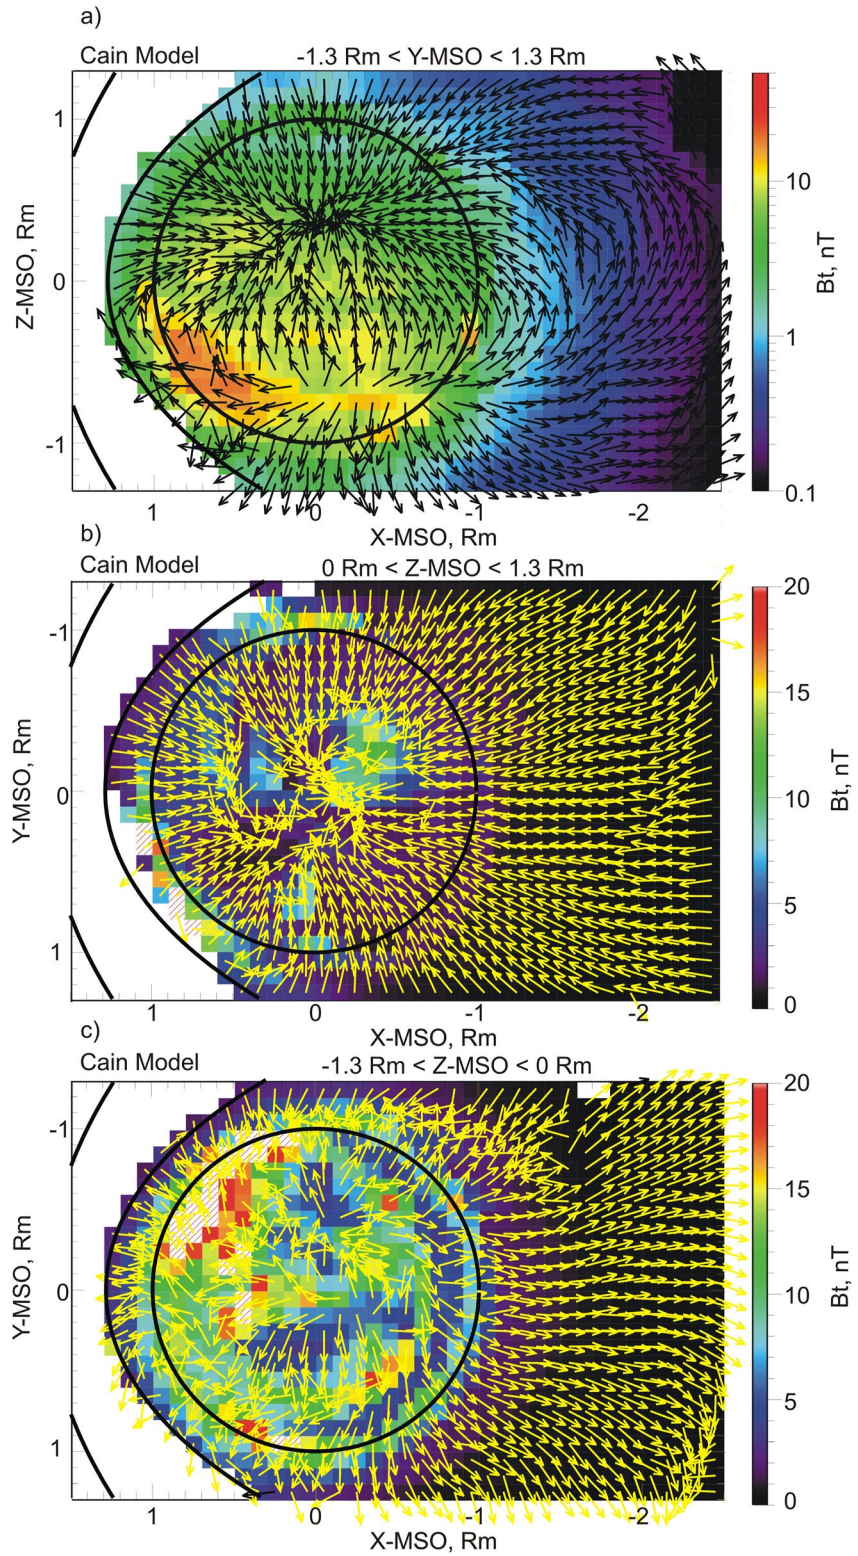 a)
Cain Model -1.3 Rm < Y-MSO < 1.3 Rm
1
0
-1
Z-MSO, Rm
1 0 -1 -2
X-MSO, Rm
10
1
0.1
Bt, nT
b)
Cain Model 0 Rm < Z-MSO < 1.3 Rm
-1
0
1
Y-MSO, Rm
1 0 -1 -2
X-MSO, Rm
20
15
10
5
0
Bt, nT
c)
Cain Model -1.3 Rm < Z-MSO < 0 Rm
-1
0
1
Y-MSO, Rm
1 0 -1 -2
X-MSO, Rm
20
15
10
5
0
Bt, nT